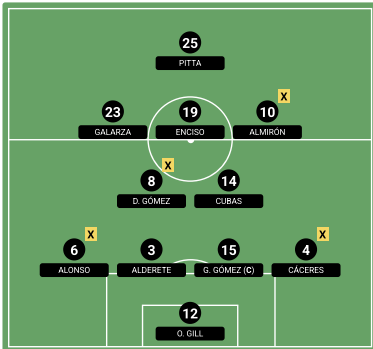 25
PITTA
X
23 19 10
GALARZA ENCISO ALMIRÓN
X
8 14
D. GÓMEZ CUBAS
X X
6 3 15 4
ALONSO ALDERETE G. GÓMEZ (C) CÁCERES
12
O. GILL